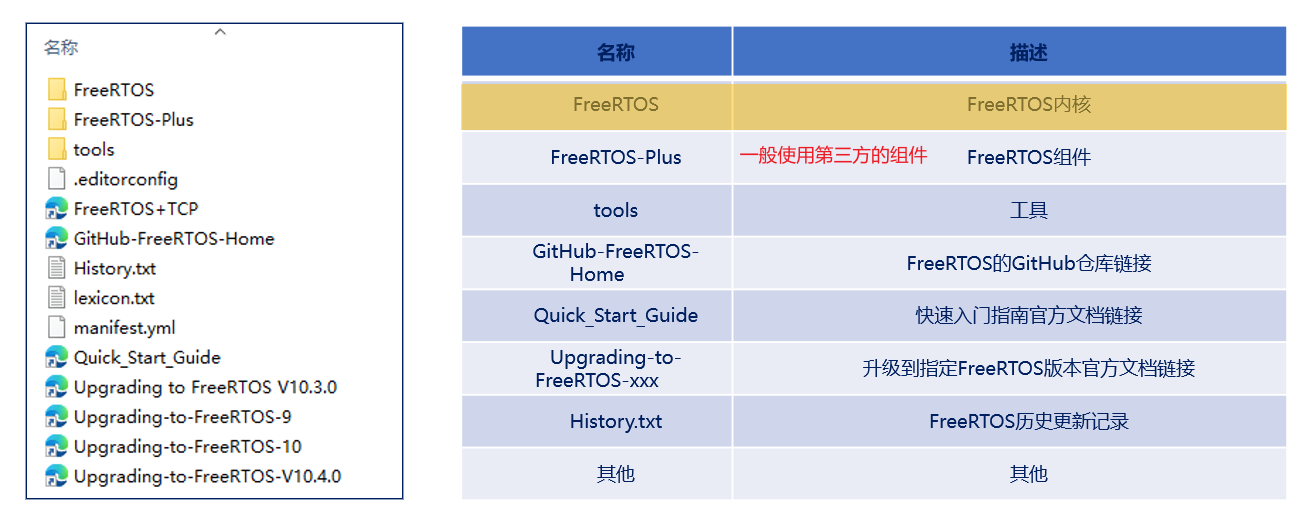 名称
FreeRTOS
FreeRTOS-Plus
tools
.editorconfig
FreeRTOS+TCP
GitHub-FreeRTOS-Home
History.txt
lexicon.txt
manifest.yml
Quick_Start_Guide
Upgrading to FreeRTOS V10.3.0
Upgrading-to-FreeRTOS-9
Upgrading-to-FreeRTOS-10
Upgrading-to-FreeRTOS-V10.4.0
名称 描述
FreeRTOS FreeRTOS内核
FreeRTOS-Plus 一般使用第三方的组件 FreeRTOS组件
tools 工具
GitHub-FreeRTOS-
Home
FreeRTOS的GitHub仓库链接
Quick_Start_Guide 快速入门指南官方文档链接
Upgrading-to-
FreeRTOS-xxx
升级到指定FreeRTOS版本官方文档链接
History.txt FreeRTOS历史更新记录
其他 其他